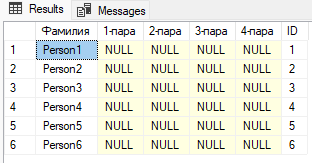 Results Messages
Фамилия 1-пара 2-пара 3-пара 4-пара ID
1 Person1 NULL NULL NULL NULL 1
2 Person2 NULL NULL NULL NULL 2
3 Person3 NULL NULL NULL NULL 3
4 Person4 NULL NULL NULL NULL 4
5 Person5 NULL NULL NULL NULL 5
6 Person6 NULL NULL NULL NULL 6